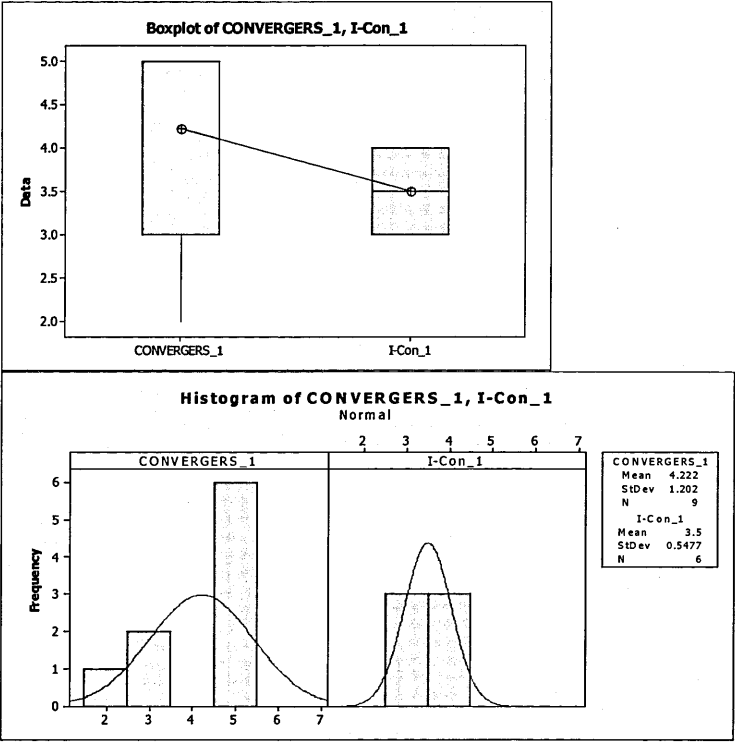 Boxplot of CONVERGERS_1, I-Con_1
5.0
4.5
4.0
3.5
3.0
2.5
2.0
Data
CONVERGERS_1
I-Con_1
Histogram of CONVERGERS_1, I-Con_1
Normal
2 3 4 5 6 7
CONVERGERS_1
I-Con_1
6
5
4
3
2
1
0
Frequency
2 3 4 5 6 7
CONVERGERS_1
Mean 4.222
StDev 1.202
N 9
I-Con_1
Mean 3.5
StDev 0.5477
N 6